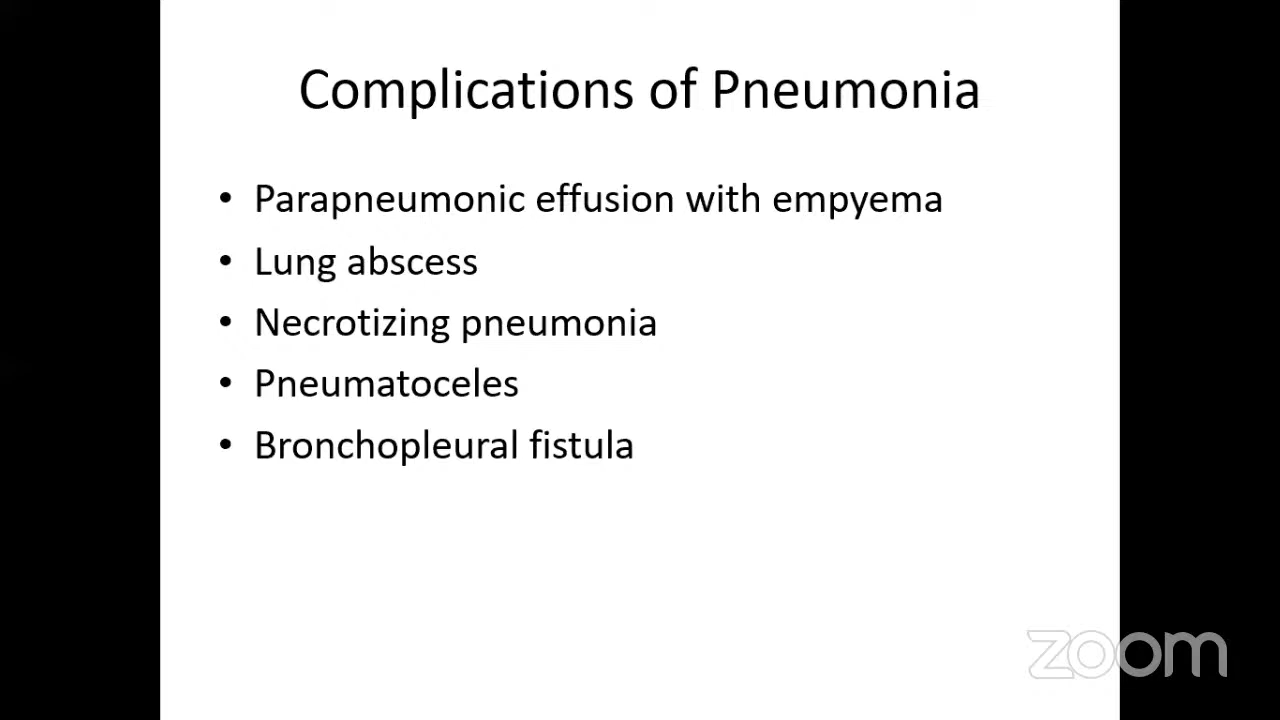 Complications of Pneumonia
• Parapneumonic effusion with empyema
• Lung abscess
• Necrotizing pneumonia
• Pneumatoceles
• Bronchopleural fistula
zoom